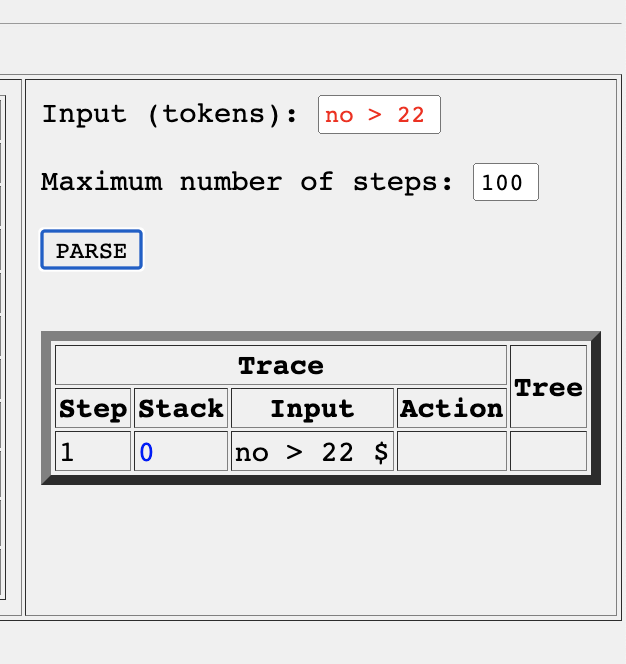 Input (tokens): no > 22
Maximum number of steps: 100
PARSE
Trace
Tree
Step Stack Input Action
1 0 no > 22 $